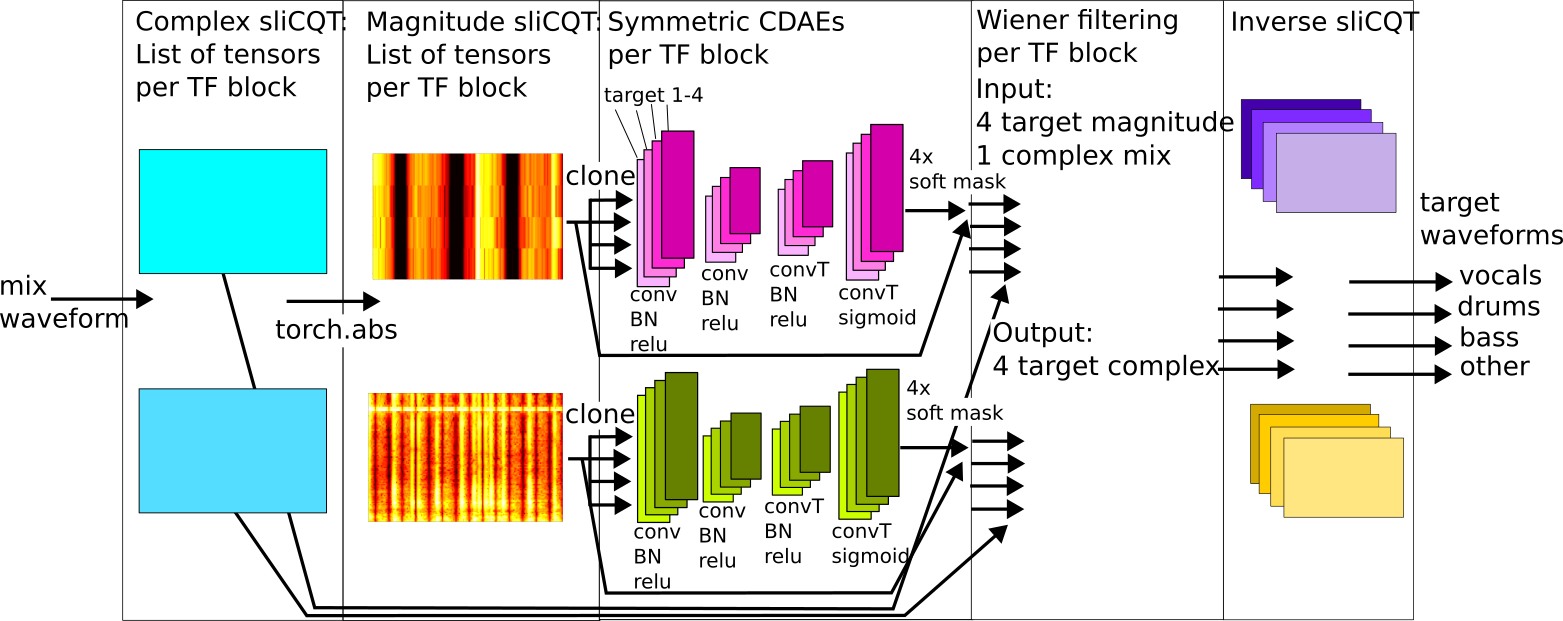 Complex sliCQT:
List of tensors
per TF block
Magnitude sliCQT:
List of tensors
per TF block
Symmetric CDAEs
per TF block
Wiener filtering
per TF block
Input:
4 target magnitude
1 complex mix
Inverse sliCQT
target 1-4
clone
4x
soft mask
conv
BN
relu
conv
BN
relu
convT
BN
relu
convT
sigmoid
mix
waveform
torch.abs
Output:
4 target complex
target
waveforms
vocals
drums
bass
other
clone
4x
soft mask
conv
BN
relu
conv
BN
relu
convT
BN
relu
convT
sigmoid